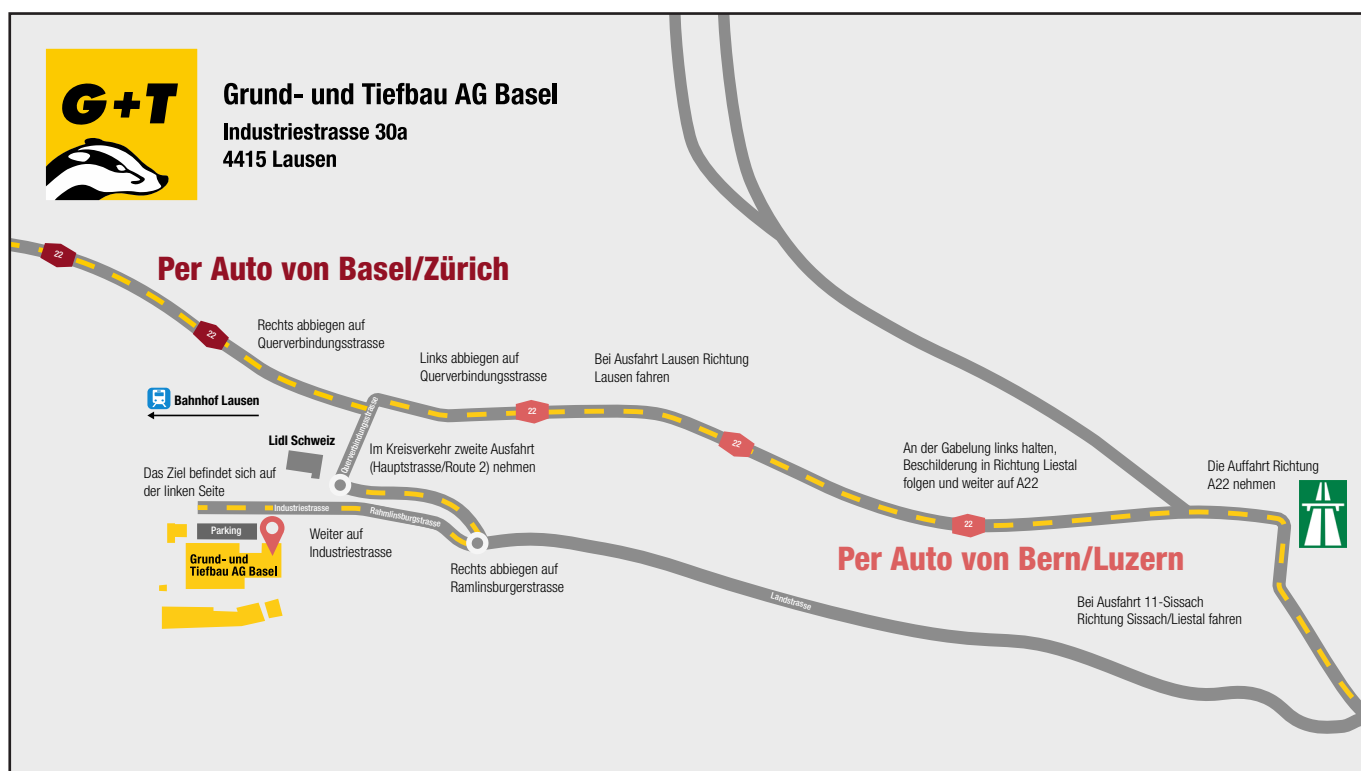 G+T
Grund- und Tiefbau AG Basel
Industriestrasse 30a
4415 Lausen
22
Per Auto von Basel/Zürich
22
Rechts abbiegen auf
Querverbindungsstrasse
Links abbiegen auf
Querverbindungsstrasse
Bei Ausfahrt Lausen Richtung
Lausen fahren
Bahnhof Lausen
Querverbindungsstrasse
22
22
Lidl Schweiz
Im Kreisverkehr zweite Ausfahrt
(Hauptstrasse/Route 2) nehmen
An der Gabelung links halten,
Beschilderung in Richtung Liestal
folgen und weiter auf A22
Die Auffahrt Richtung
A22 nehmen
Das Ziel befindet sich auf
der linken Seite
Industriestrasse
Rahmlinsburgstrasse
22
Parking
Weiter auf
Industriestrasse
Grund- und
Tiefbau AG Basel
Per Auto von Bern/Luzern
Rechts abbiegen auf
Ramlinsburgerstrasse
Landstrasse
Bei Ausfahrt 11-Sissach
Richtung Sissach/Liestal fahren